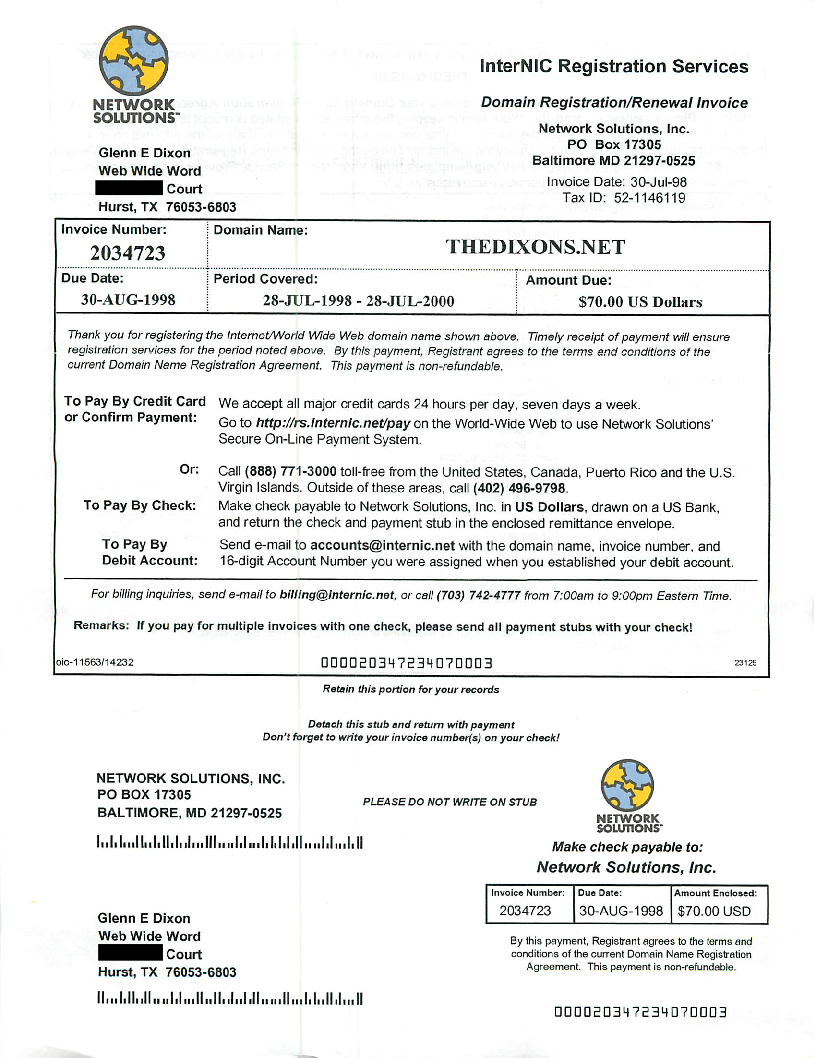 NETWORK
SOLUTIONS™
InterNIC Registration Services
Domain Registration/Renewal Invoice
Network Solutions, Inc.
PO Box 17305
Baltimore MD 21297-0525
Invoice Date: 30-Jul-98
Tax ID: 52-1146119
Glenn E Dixon
Web Wide Word
Court
Hurst, TX 76053-6803
Invoice Number:
2034723
Domain Name:
THEDIXONS.NET
Due Date:
30-AUG-1998
Period Covered:
28-JUL-1998 - 28-JUL-2000
Amount Due:
$70.00 US Dollars
Thank you for registering the Internet/World Wide Web domain name shown above. Timely receipt of payment will ensure
registration services for the period noted above. By this payment, Registrant agrees to the terms and conditions of the
current Domain Name Registration Agreement. This payment is non-refundable.
To Pay By Credit Card We accept all major credit cards 24 hours per day, seven days a week.
or Confirm Payment: Go to http://rs.internic.net/pay on the World-Wide Web to use Network Solutions'
Secure On-Line Payment System.
Or: Call (888) 771-3000 toll-free from the United States, Canada, Puerto Rico and the U.S.
Virgin Islands. Outside of these areas, call (402) 496-9798.
To Pay By Check: Make check payable to Network Solutions, Inc. in US Dollars, drawn on a US Bank,
and return the check and payment stub in the enclosed remittance envelope.
To Pay By Send e-mail to accounts@internic.net with the domain name, invoice number, and
Debit Account: 16-digit Account Number you were assigned when you established your debit account.
For billing inquiries, send e-mail to billing@internic.net, or call (703) 742-4777 from 7:00am to 9:00pm Eastern Time.
Remarks: If you pay for multiple invoices with one check, please send all payment stubs with your check!
oic-11563/14232 000020347234070003 23128
Retain this portion for your records
Detach this stub and return with payment
Don't forget to write your invoice number(s) on your check!
NETWORK SOLUTIONS, INC.
PO BOX 17305
BALTIMORE, MD 21297-0525
PLEASE DO NOT WRITE ON STUB
NETWORK
SOLUTIONS™
Make check payable to:
Network Solutions, Inc.
Invoice Number: Due Date: Amount Enclosed:
2034723 30-AUG-1998 $70.00 USD
Glenn E Dixon
Web Wide Word
Court
Hurst, TX 76053-6803
By this payment, Registrant agrees to the terms and
conditions of the current Domain Name Registration
Agreement. This payment is non-refundable.
000020347234070003